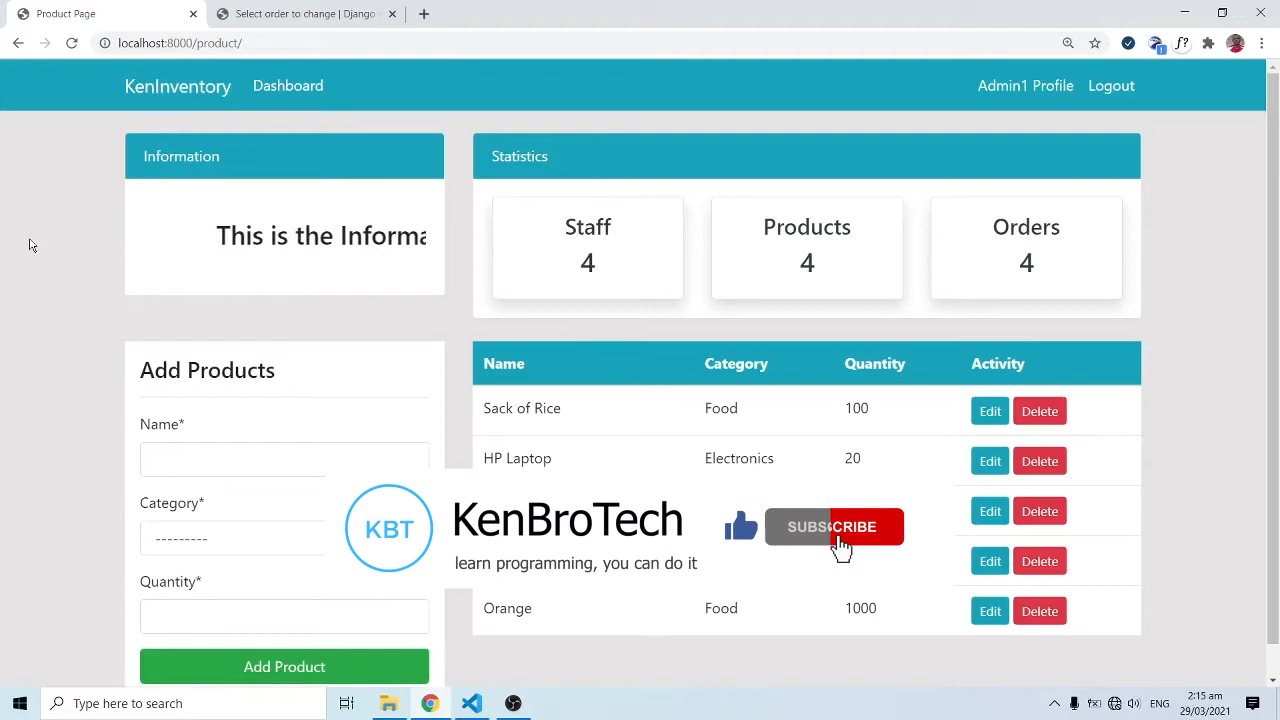 Product Page
Select order to change | Django
localhost:8000/product/
KenInventory
Dashboard
Admin1 Profile
Logout
Information
This is the Informa
Statistics
Staff
4
Products
4
Orders
4
Add Products
Name*
Category*
---------
Quantity*
Add Product
Name Category Quantity Activity
Sack of Rice Food 100 Edit Delete
HP Laptop Electronics 20 Edit Delete
Edit Delete
Edit Delete
Orange Food 1000 Edit Delete
KBT
KenBroTech
learn programming, you can do it
SUBSCRIBE
Type here to search
ENG
2:15 am
29/03/2021